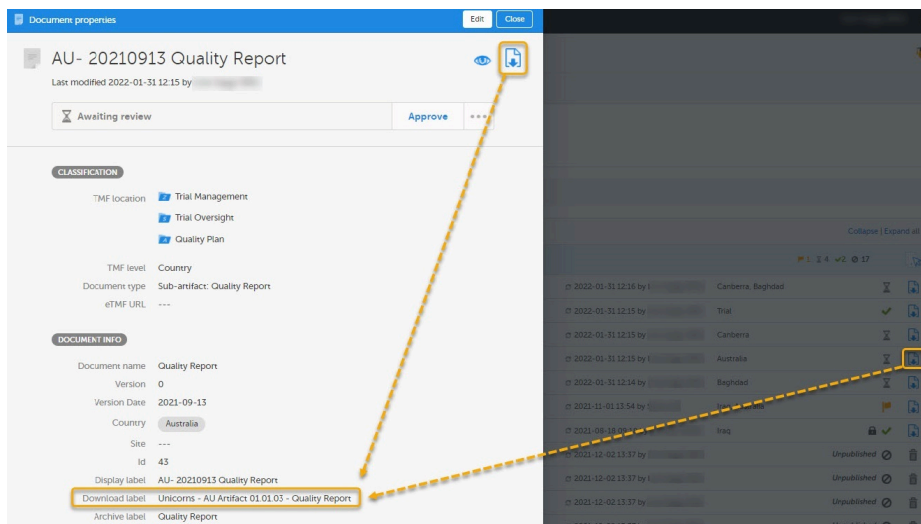 Document properties
Edit
Close
AU- 20210913 Quality Report
Last modified 2022-01-31 12:15 by
Awaiting review
Approve
CLASSIFICATION
TMF location
Trial Management
Trial Oversight
Quality Plan
TMF level Country
Document type Sub-artifact: Quality Report
eTMF URL ---
DOCUMENT INFO
Document name Quality Report
Version 0
Version Date 2021-09-13
Country Australia
Site ---
Id 43
Display label AU- 20210913 Quality Report
Download label Unicorns - AU Artifact 01.01.03 - Quality Report
Archive label Quality Report
Collapse | Expand all
1, 4 2 17
2022-01-31 12:16 by Canberra, Baghdad
2022-01-31 12:15 by Trial
2022-01-31 12:15 by Canberra
2022-01-31 12:15 by Australia
2022-01-31 12:14 by Baghdad
2021-11-01 13:54 by
2021-08-18 Iraq
2021-12-02 13:37 by Unpublished
2021-12-02 13:37 by Unpublished
2021-12-02 13:37 by Unpublished